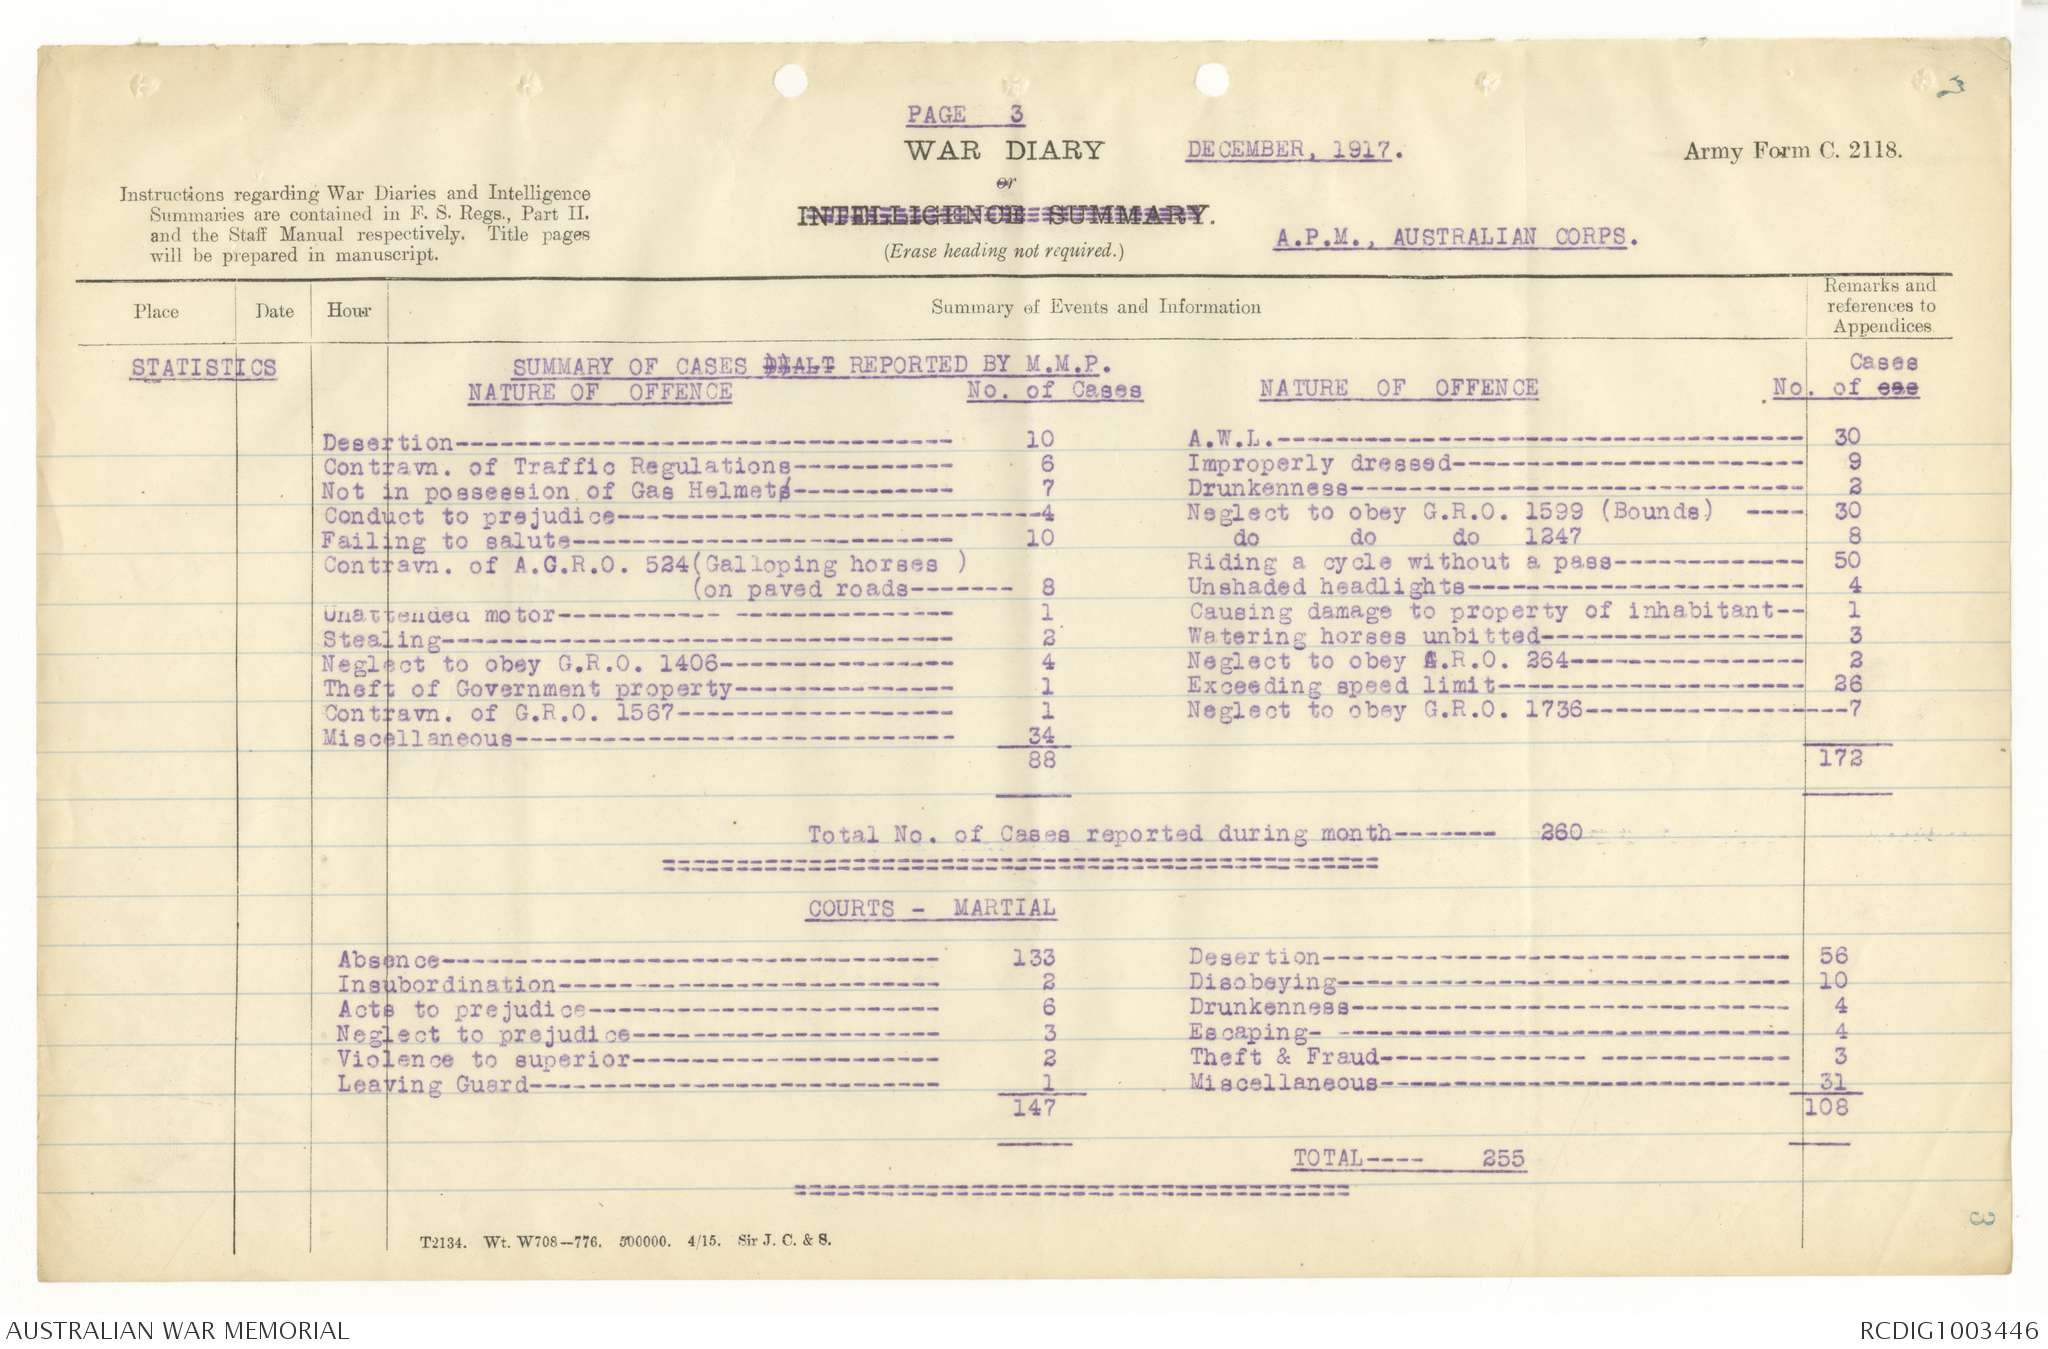 3
PAGE 3
WAR DIARY DECEMBER, 1917. Army Form C. 2118.
or
INTELLIGENCE SUMMARY.
(Erase heading not required.)
A.P.M., AUSTRALIAN CORPS.
Instructions regarding War Diaries and Intelligence
Summaries are contained in F. S. Regs., Part II.
and the Staff Manual respectively. Title pages
will be prepared in manuscript.
Place Date Hour Summary of Events and Information Remarks and
references to
Appendices
STATISTICS SUMMARY OF CASES REPORTED BY M.M.P. Cases
NATURE OF OFFENCE No. of Cases NATURE OF OFFENCE No. of
Desertion---------------------------------- 10 A.W.L.------------------------------------ 30
Contravn. of Traffic Regulations----------- 6 Improperly dressed------------------------ 9
Not in possession of Gas Helmets----------- 7 Drunkenness------------------------------- 2
Conduct to prejudice-----------------------------4 Neglect to obey G.R.O. 1599 (Bounds) ---- 30
Failing to salute-------------------------- 10 do do do 1247 8
Contravn. of A.G.R.O. 524(Galloping horses ) Riding a cycle without a pass------------- 50
(on paved roads------- 8 Unshaded headlights----------------------- 4
Unattended motor----------- --------------- 1 Causing damage to property of inhabitant-- 1
Stealing----------------------------------- 2 Watering horses unbitted------------------ 3
Neglect to obey G.R.O. 1406---------------- 4 Neglect to obey G.R.O. 264---------------- 2
Theft of Government property--------------- 1 Exceeding speed limit--------------------- 26
Contravn. of G.R.O. 1567------------------- 1 Neglect to obey G.R.O. 1736------------------7
Miscellaneous------------------------------ 34
88 172
Total No. of Cases reported during month------- 260
COURTS - MARTIAL
Absence---------------------------------- 133 Desertion-------------------------------- 56
Insubordination-------------------------- 2 Disobeying------------------------------- 10
Acts to prejudice------------------------ 6 Drunkenness------------------------------ 4
Neglect to prejudice--------------------- 3 Escaping- ------------------------------- 4
Violence to superior--------------------- 2 Theft & Fraud-------------- ------------- 3
Leaving Guard---------------------------- 1 Miscellaneous---------------------------- 31
147 108
TOTAL---- 255
3
T2134. Wt. W708—776. 500000. 4/15. Sir J. C. & S.
AUSTRALIAN WAR MEMORIAL RCDIG1003446